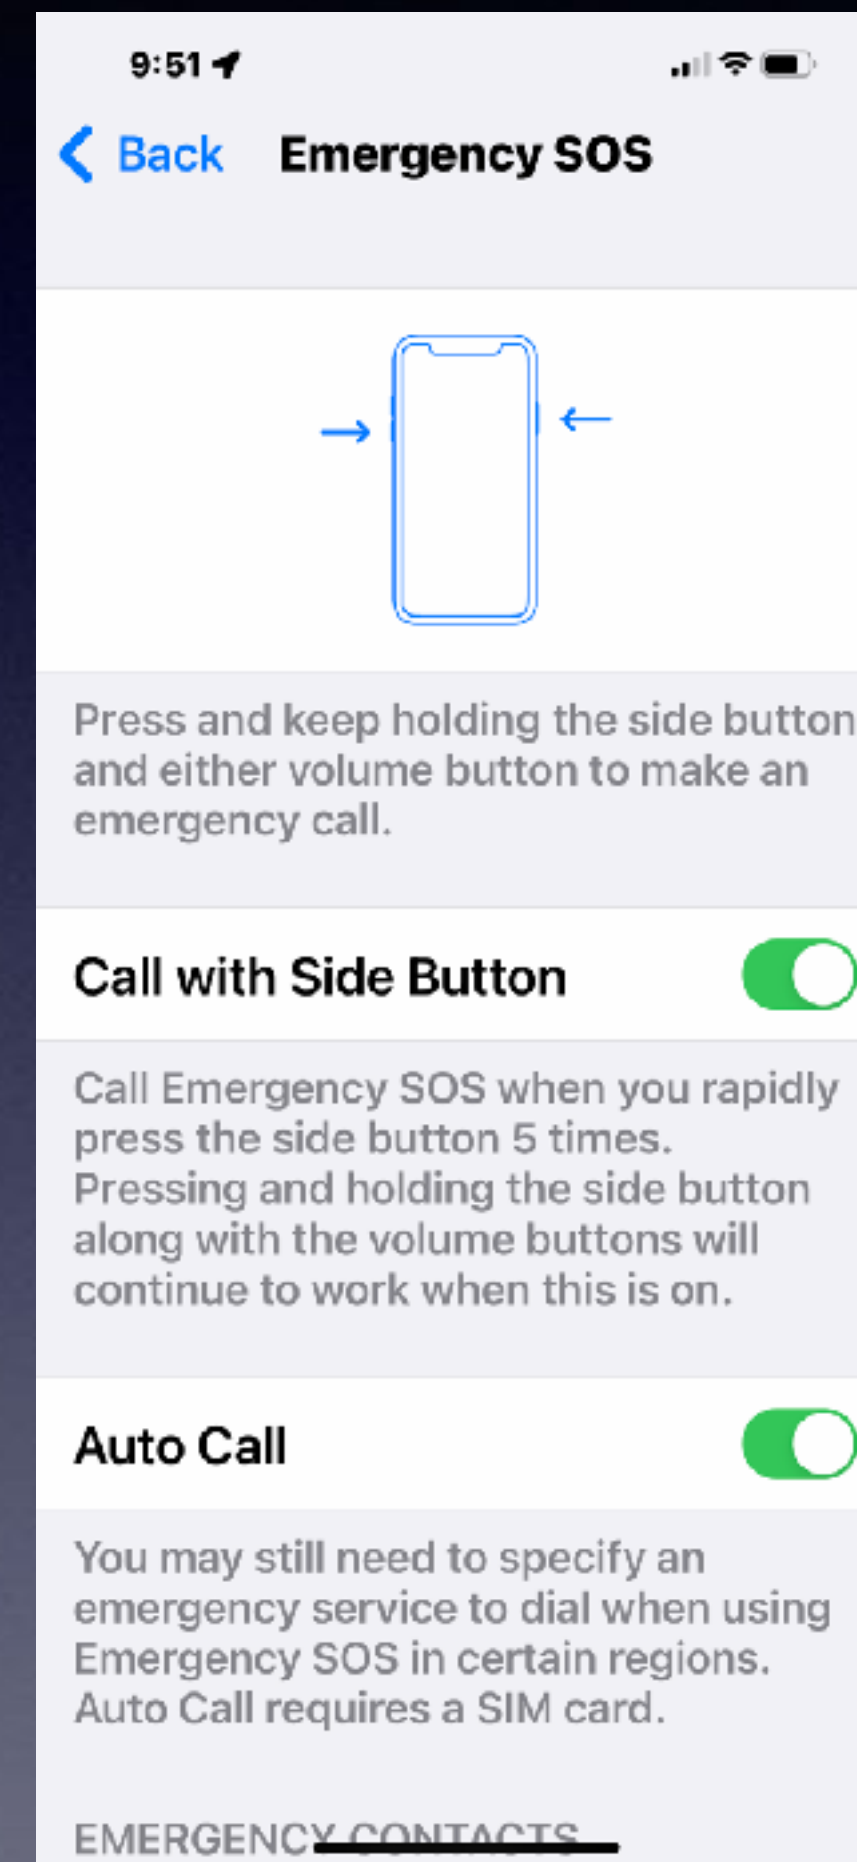 9:51
Back Emergency SOS
Press and keep holding the side button
and either volume button to make an
emergency call.
Call with Side Button
Call Emergency SOS when you rapidly
press the side button 5 times.
Pressing and holding the side button
along with the volume buttons will
continue to work when this is on.
Auto Call
You may still need to specify an
emergency service to dial when using
Emergency SOS in certain regions.
Auto Call requires a SIM card.
EMERGENCY CONTACTS